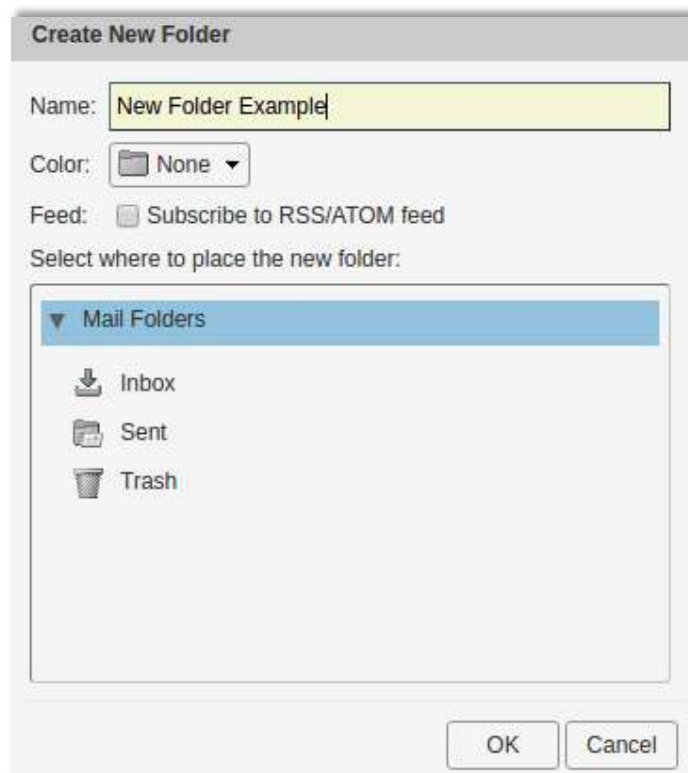 Create New Folder
Name: New Folder Example
Color: None
Feed: Subscribe to RSS/ATOM feed
Select where to place the new folder:
Mail Folders
Inbox
Sent
Trash
OK Cancel